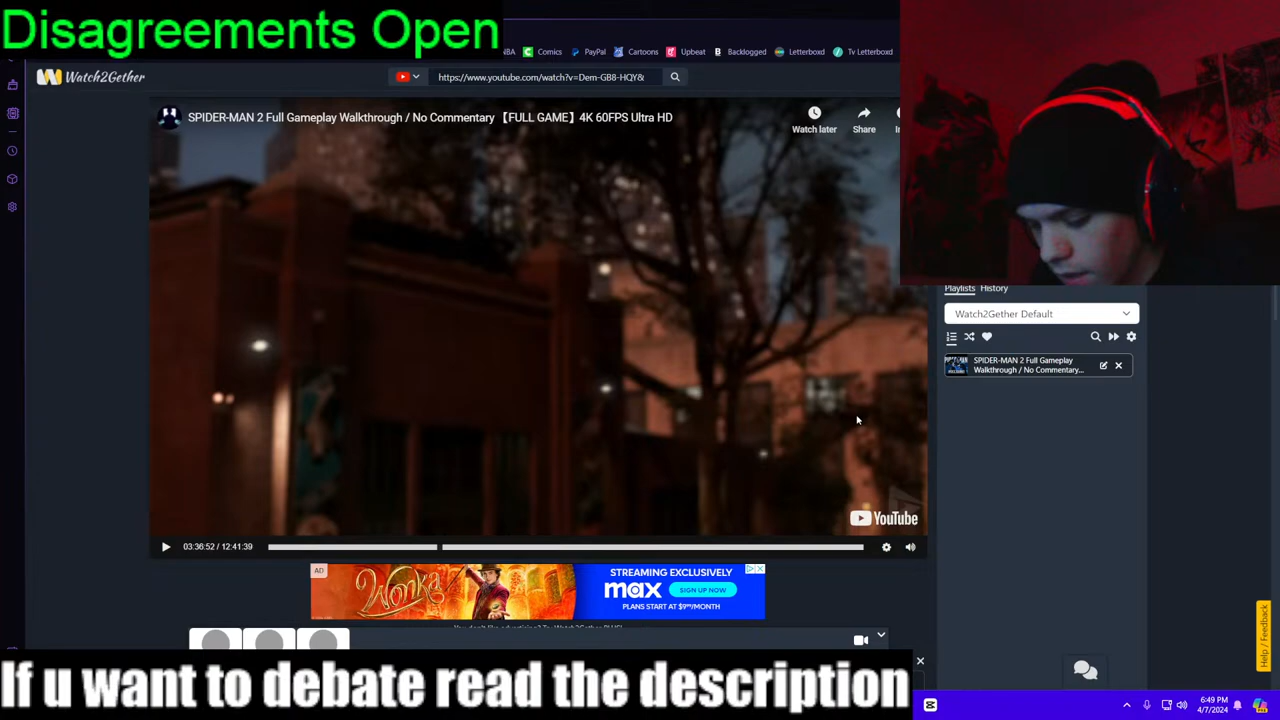 Disagreements Open
NBA
Comics
PayPal
Cartoons
Upbeat
Backlogged
Letterboxd
Tv Letterboxd
Watch2Gether
https://www.youtube.com/watch?v=Dem-GB8-HQY&
SPIDER-MAN 2 Full Gameplay Walkthrough / No Commentary 【FULL GAME】4K 60FPS Ultra HD
Watch later
Share
Playlists History
Watch2Gether Default
SPIDER-MAN 2 Full Gameplay
Walkthrough / No Commentary...
YouTube
03:36:52 / 12:41:39
AD
WONKA
STREAMING EXCLUSIVELY
max
SIGN UP NOW
PLANS START AT $9.99/MONTH
Help / Feedback
If u want to debate read the description
6:49 PM
4/7/2024